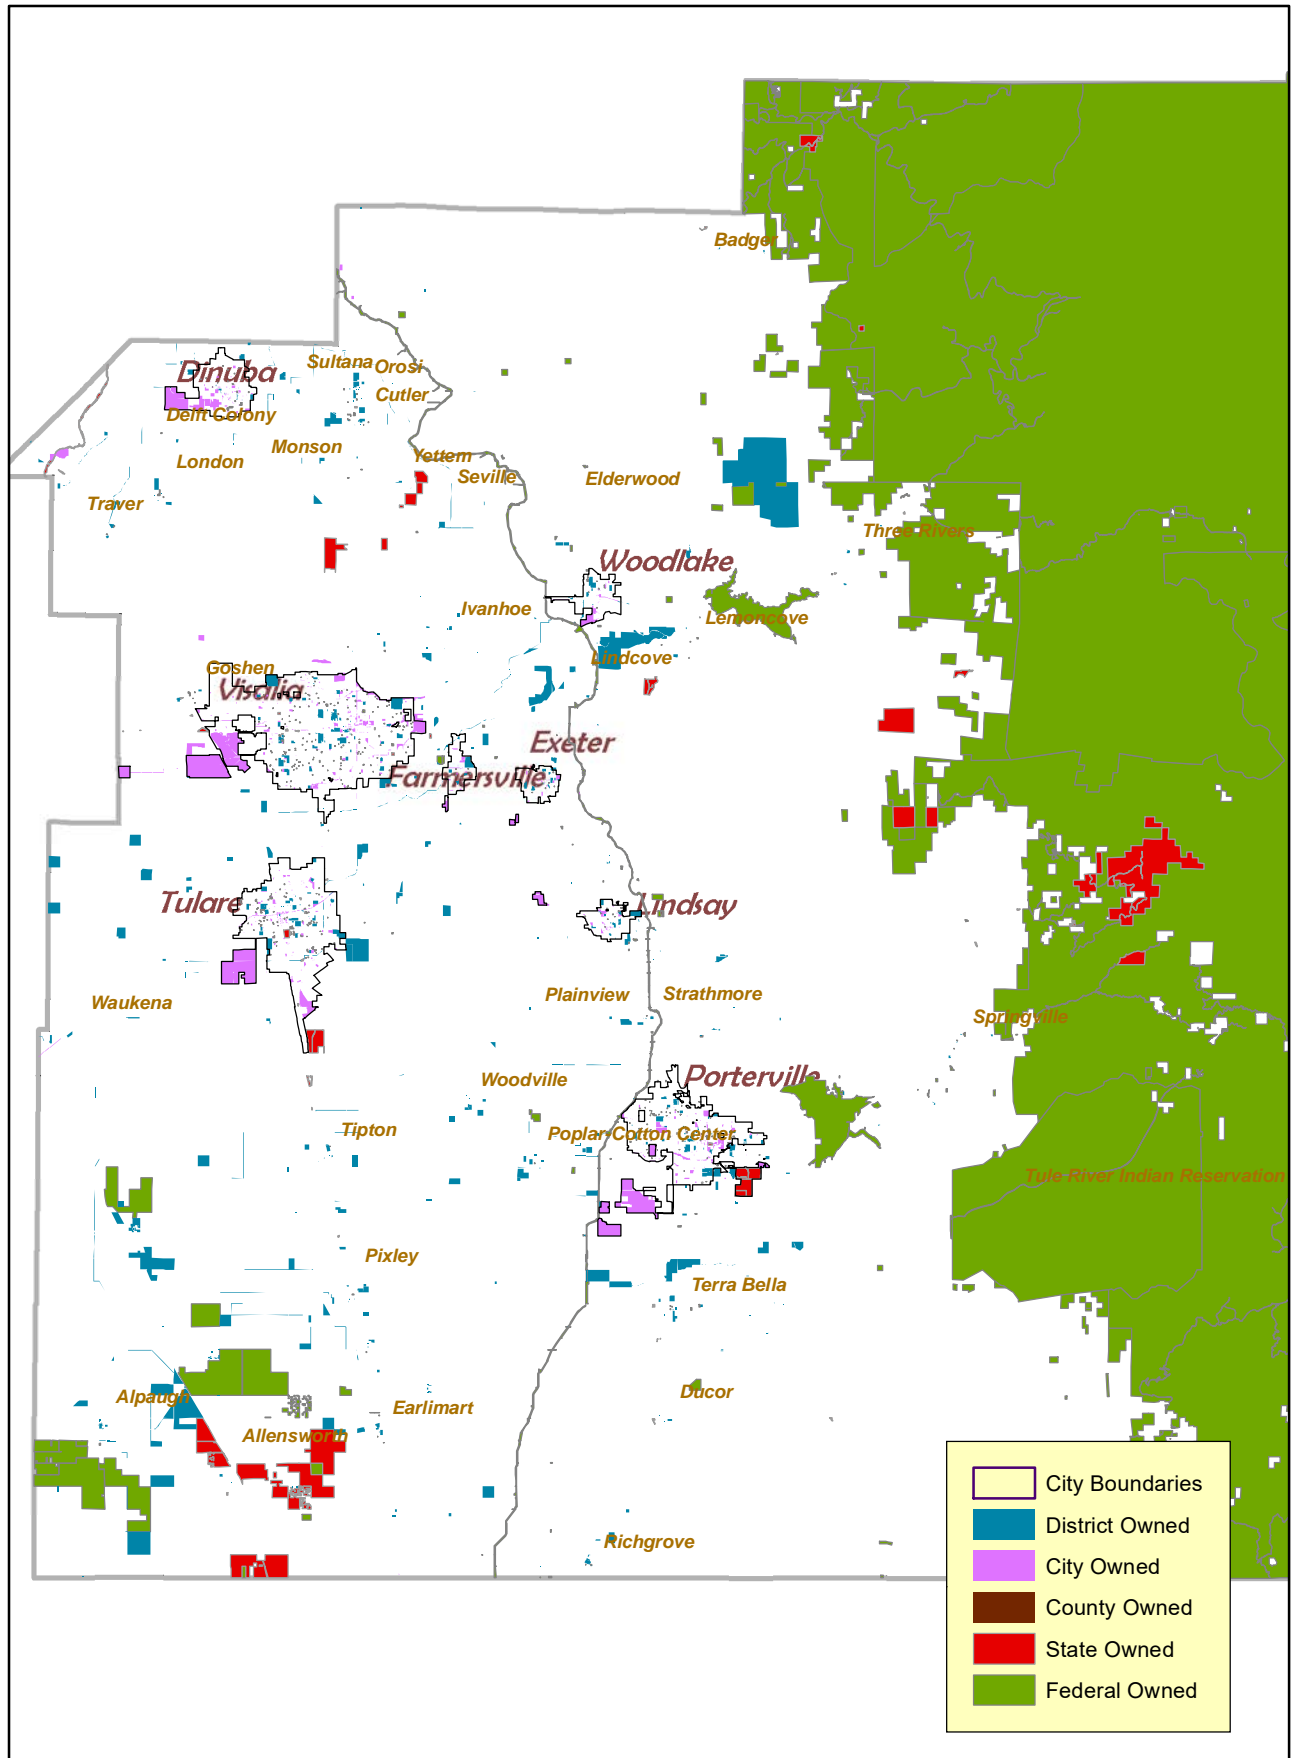 Badger
Sultana
Orosi
Dinuba
Cutler
Delft Colony
Monson
Yettem
London
Seville
Elderwood
Traver
Three Rivers
Woodlake
Ivanhoe
Lemoncove
Lindcove
Goshen
Visalia
Exeter
Farmersville
Tulare
Lindsay
Waukena
Plainview
Strathmore
Springville
Woodville
Porterville
Tipton
Poplar-Cotton Center
Tule River Indian Reservation
Pixley
Terra Bella
Alpaugh
Ducor
Earlimart
Allensworth
Richgrove
City Boundaries
District Owned
City Owned
County Owned
State Owned
Federal Owned